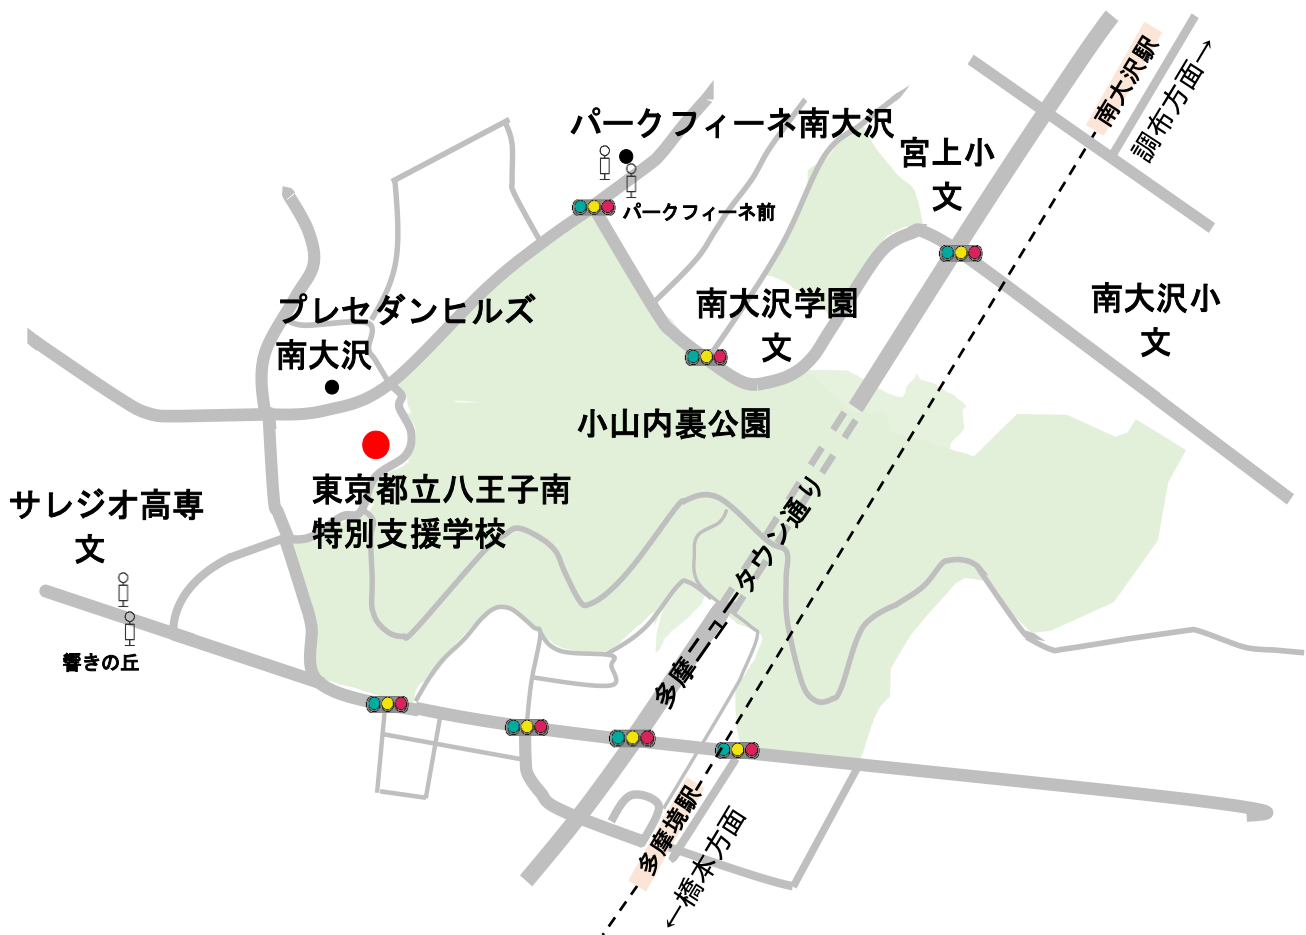 南大沢駅
調布方面→
パークフィーネ南大沢
宮上小
文
パークフィーネ前
プレセダンヒルズ
南大沢
南大沢学園
文
南大沢小
文
小山内裏公園
東京都立八王子南
特別支援学校
サレジオ高専
文
響きの丘
多摩ニュータウン通り
多摩境駅
←橋本方面